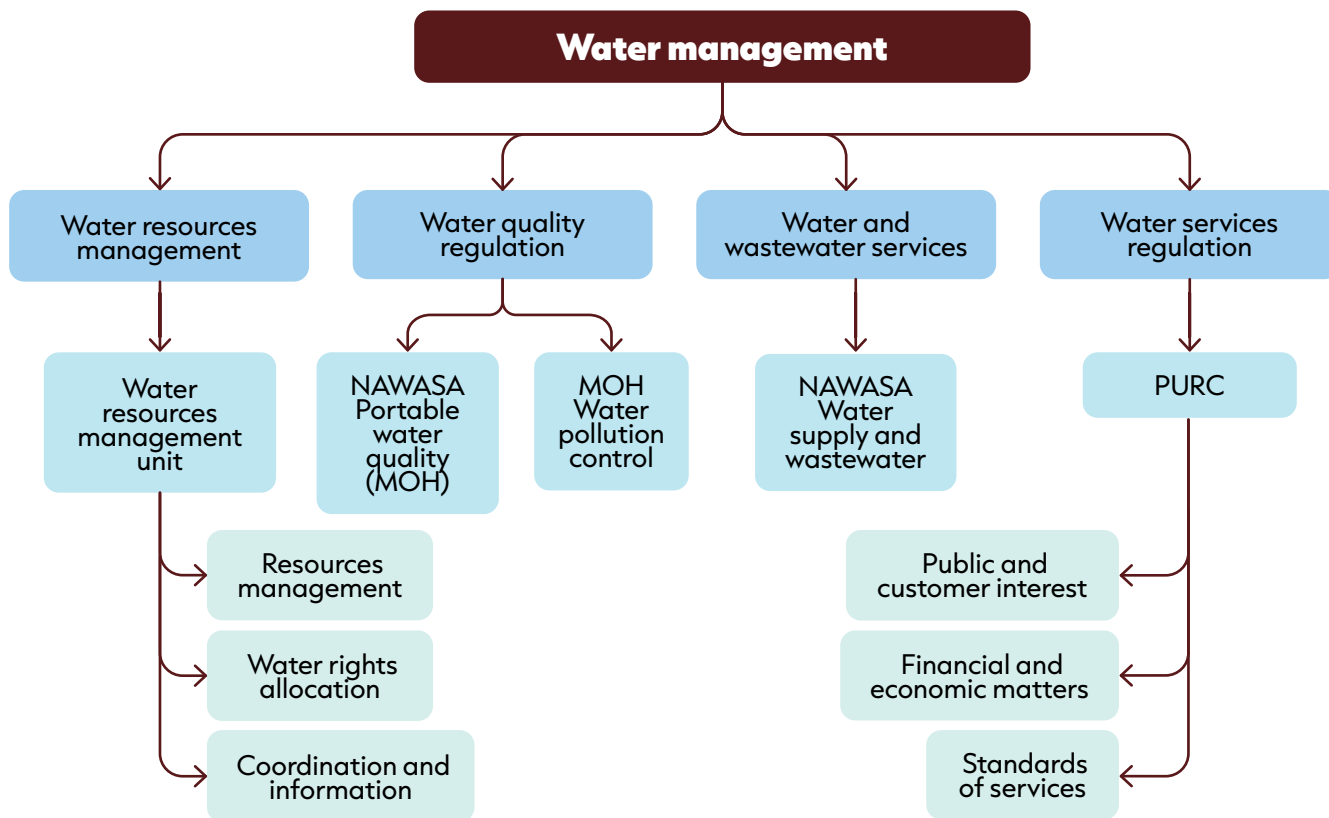 Water management
Water resources
management
Water quality
regulation
Water and
wastewater services
Water services
regulation
Water
resources
management
unit
NAWASA
Portable
water
quality
(MOH)
MOH
Water
pollution
control
NAWASA
Water
supply and
wastewater
PURC
Resources
management
Water rights
allocation
Coordination and
information
Public and
customer interest
Financial and
economic matters
Standards
of services